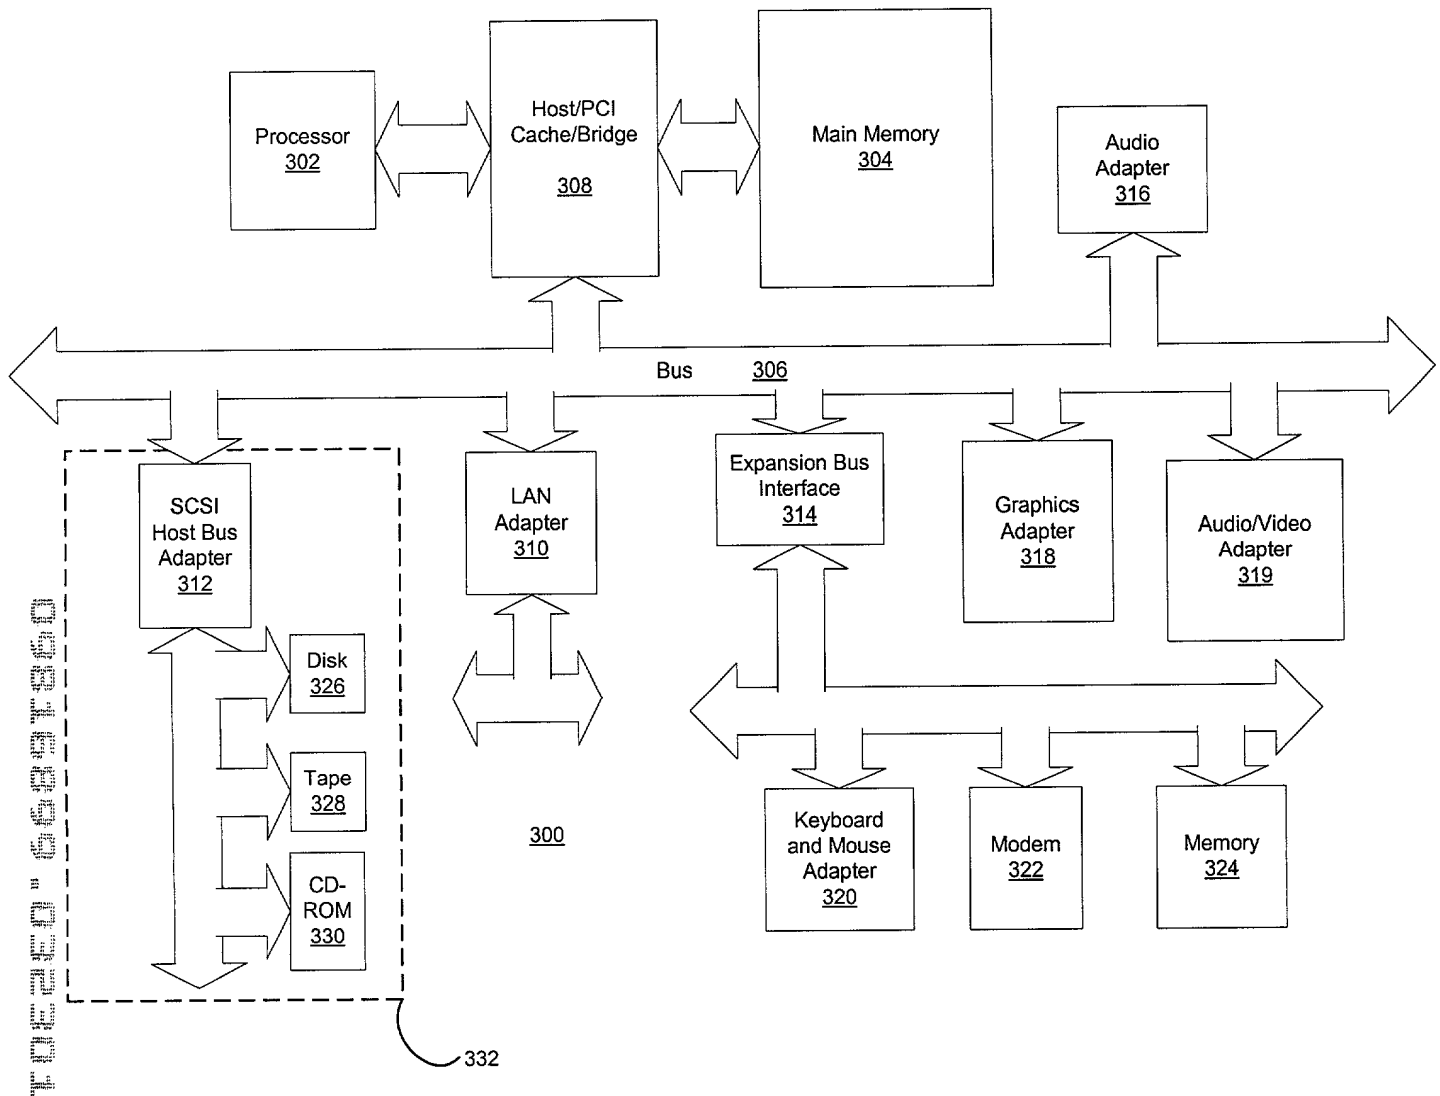 Processor
302
Host/PCI
Cache/Bridge
308
Main Memory
304
Audio
Adapter
316
Bus 306
SCSI
Host Bus
Adapter
312
LAN
Adapter
310
Expansion Bus
Interface
314
Graphics
Adapter
318
Audio/Video
Adapter
319
Disk
326
Tape
328
CD-
ROM
330
300
Keyboard
and Mouse
Adapter
320
Modem
322
Memory
324
332